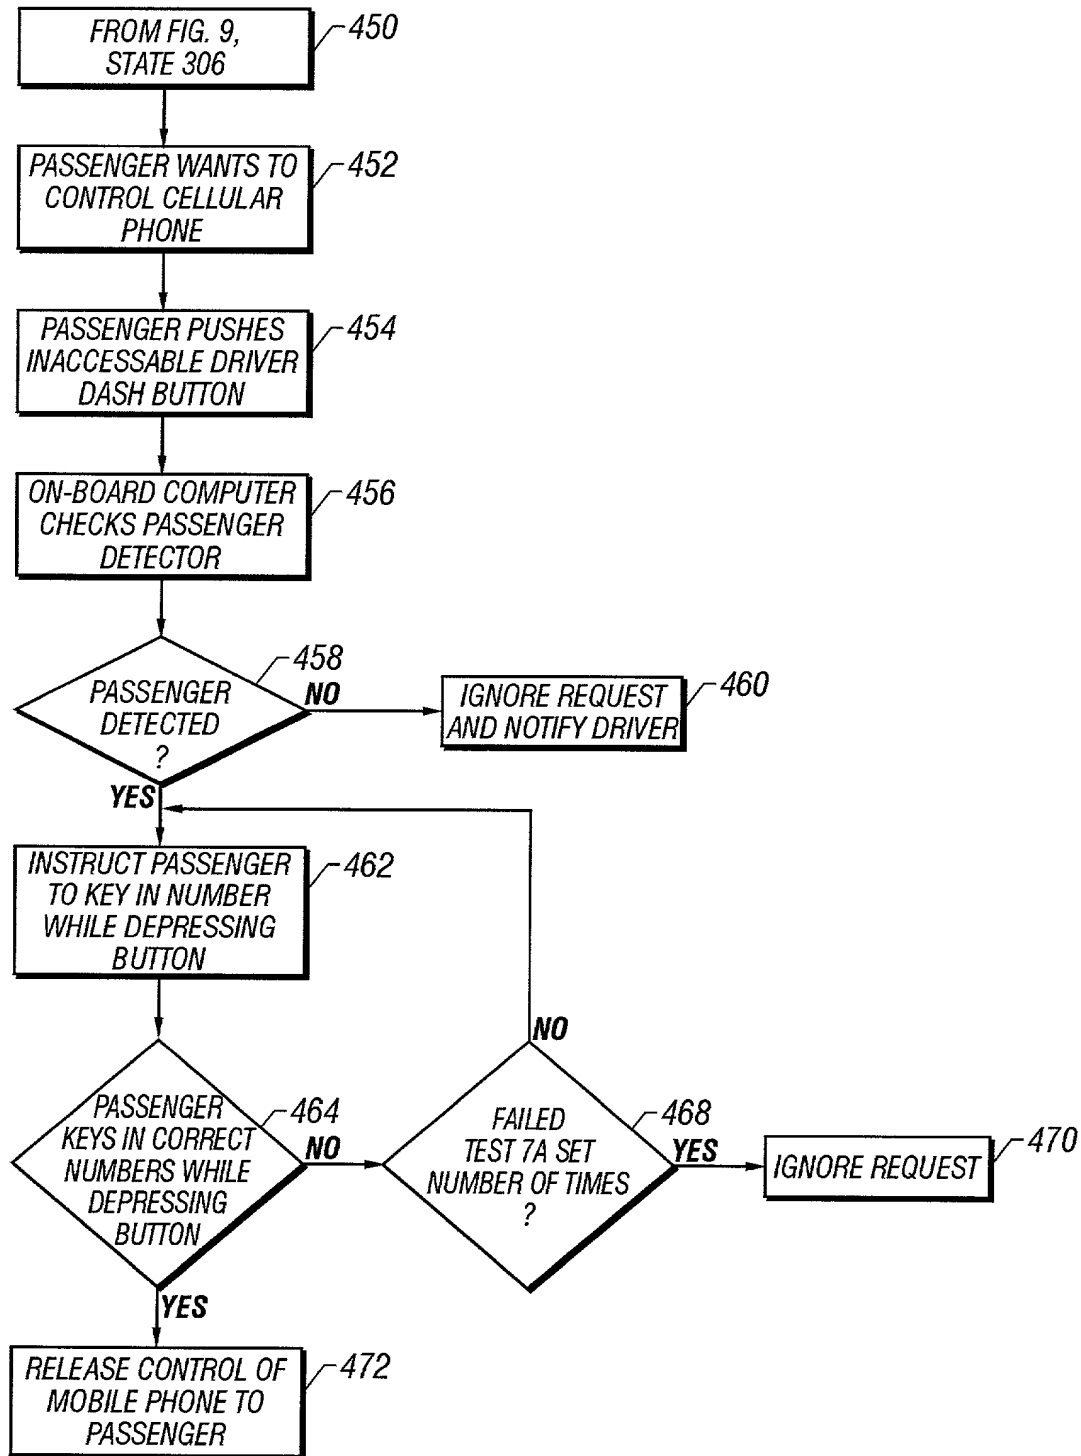 FROM FIG. 9,
STATE 306
450
PASSENGER WANTS TO
CONTROL CELLULAR
PHONE
452
PASSENGER PUSHES
INACCESSABLE DRIVER
DASH BUTTON
454
ON-BOARD COMPUTER
CHECKS PASSENGER
DETECTOR
456
PASSENGER
DETECTED
?
458
NO
IGNORE REQUEST
AND NOTIFY DRIVER
460
YES
INSTRUCT PASSENGER
TO KEY IN NUMBER
WHILE DEPRESSING
BUTTON
462
PASSENGER
KEYS IN CORRECT
NUMBERS WHILE
DEPRESSING
BUTTON
464
NO
FAILED
TEST 7A SET
NUMBER OF TIMES
?
468
NO
YES
IGNORE REQUEST
470
YES
RELEASE CONTROL OF
MOBILE PHONE TO
PASSENGER
472